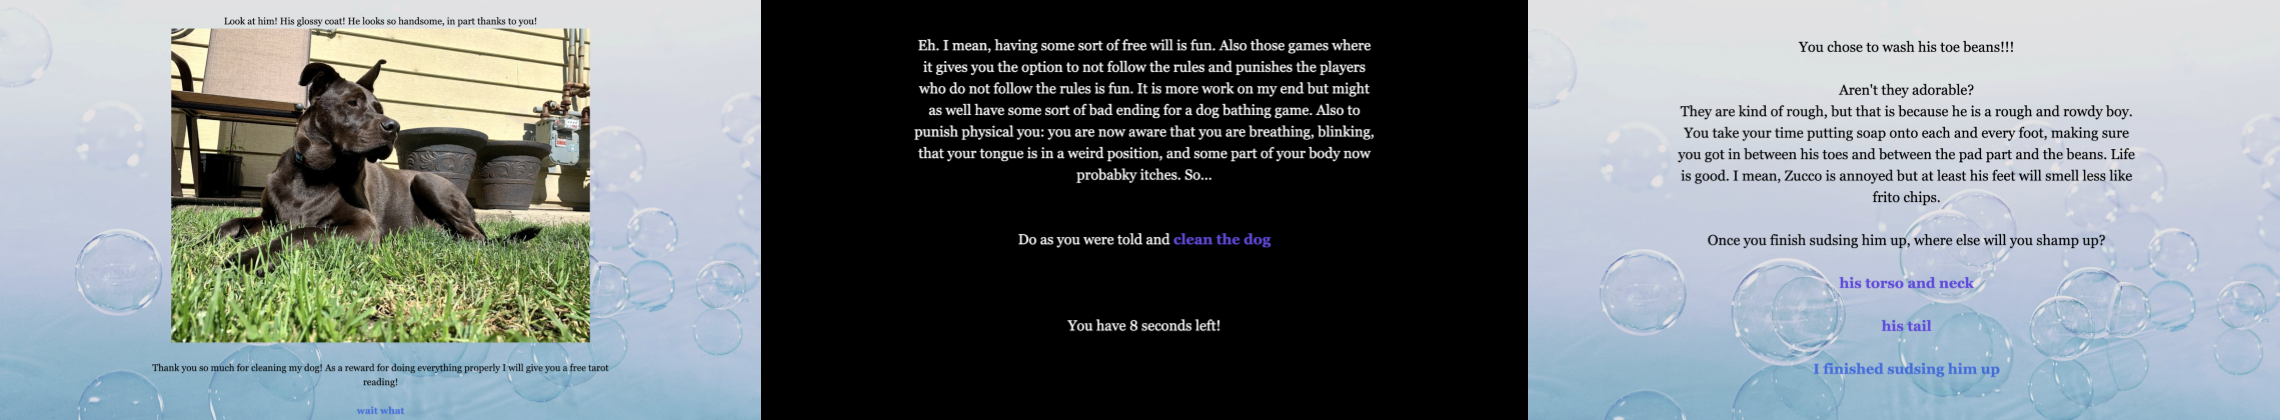 Look at him! His glossy coat! He looks so handsome, in part thanks to you!
Thank you so much for cleaning my dog! As a reward for doing everything properly I will give you a free tarot
reading!
wait what
Eh. I mean, having some sort of free will is fun. Also those games where
it gives you the option to not follow the rules and punishes the players
who do not follow the rules is fun. It is more work on my end but might
as well have some sort of bad ending for a dog bathing game. Also to
punish physical you: you are now aware that you are breathing, blinking,
that your tongue is in a weird position, and some part of your body now
probabky itches. So...
Do as you were told and clean the dog
You have 8 seconds left!
You chose to wash his toe beans!!!
Aren't they adorable?
They are kind of rough, but that is because he is a rough and rowdy boy.
You take your time putting soap onto each and every foot, making sure
you got in between his toes and between the pad part and the beans. Life
is good. I mean, Zucco is annoyed but at least his feet will smell less like
frito chips.
Once you finish sudsing him up, where else will you shamp up?
his torso and neck
his tail
I finished sudsing him up